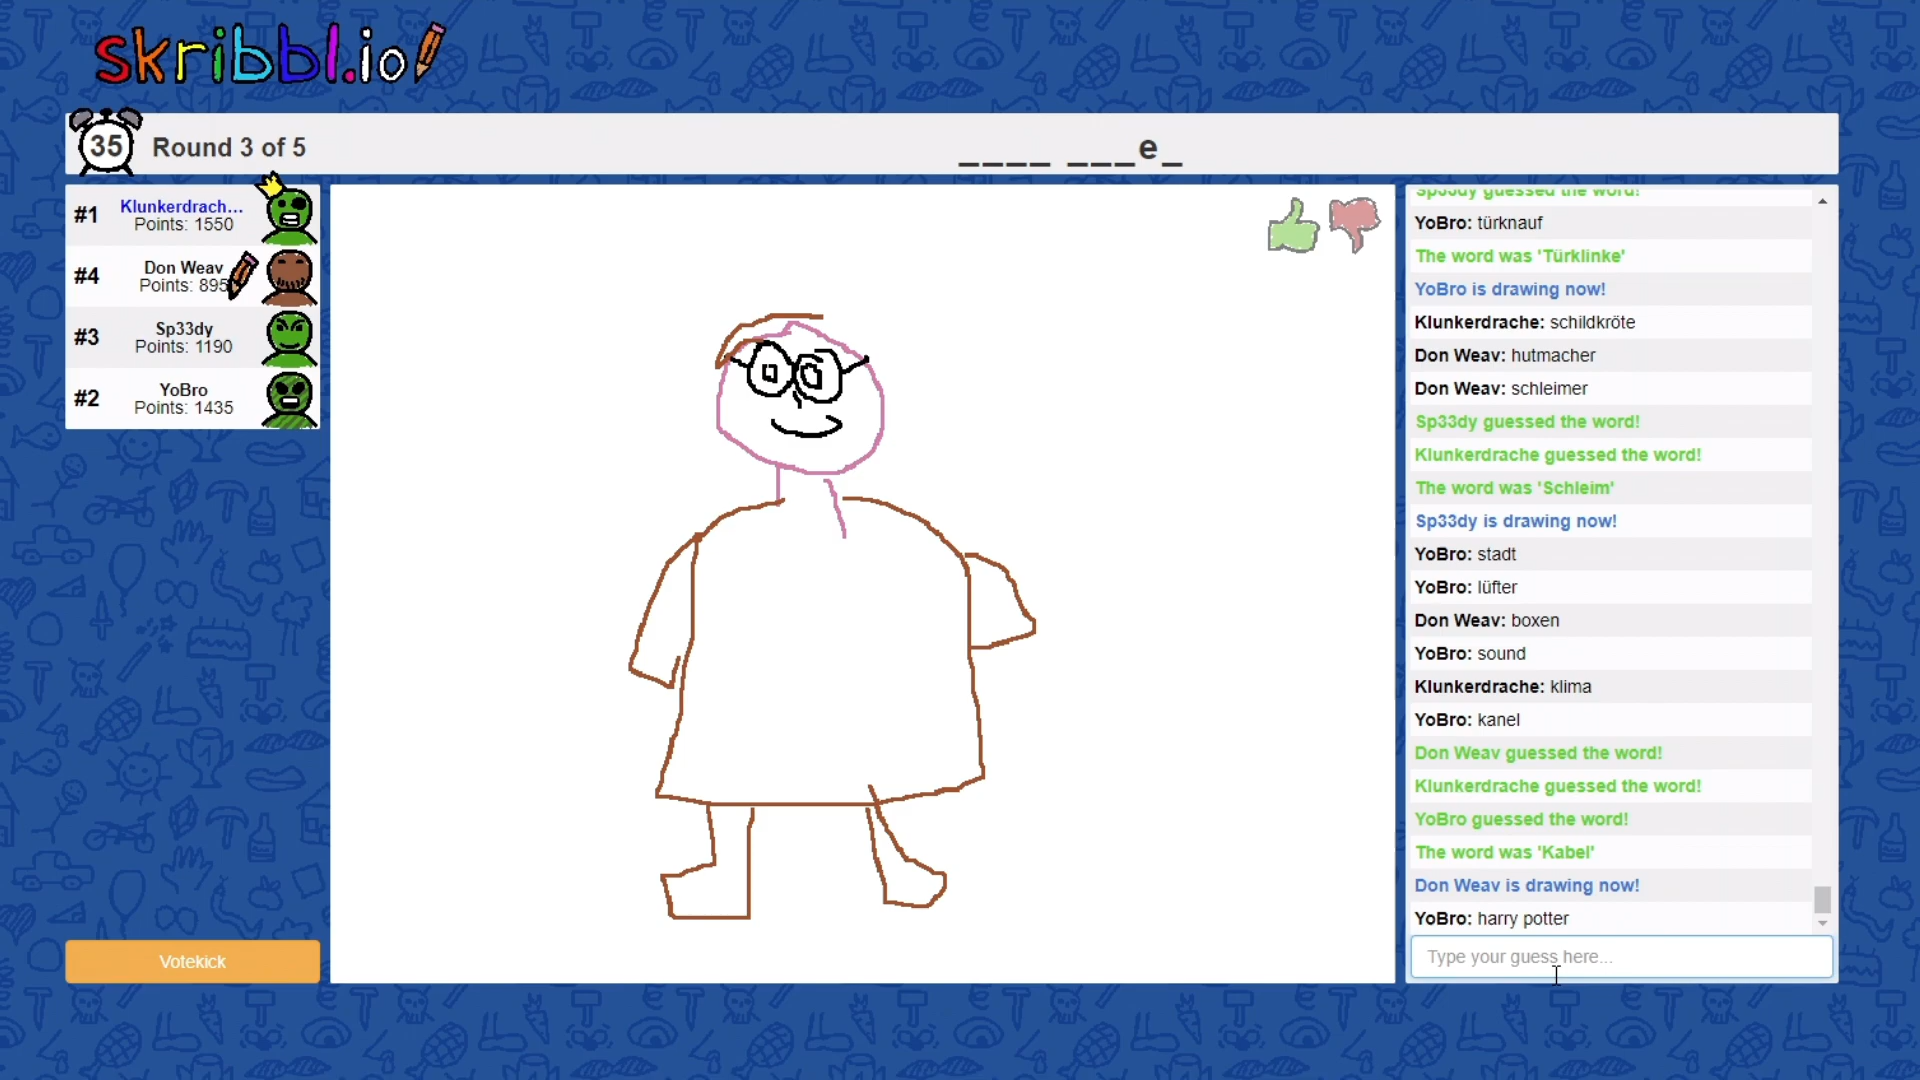 skribbl.io
35 Round 3 of 5 ____ ___e_
#1 Klunkerdrach... Points: 1550
#4 Don Weav Points: 895
#3 Sp33dy Points: 1190
#2 YoBro Points: 1435
Votekick
Sp33dy guessed the word!
YoBro: türknauf
The word was 'Türklinke'
YoBro is drawing now!
Klunkerdrache: schildkröte
Don Weav: hutmacher
Don Weav: schleimer
Sp33dy guessed the word!
Klunkerdrache guessed the word!
The word was 'Schleim'
Sp33dy is drawing now!
YoBro: stadt
YoBro: lüfter
Don Weav: boxen
YoBro: sound
Klunkerdrache: klima
YoBro: kanel
Don Weav guessed the word!
Klunkerdrache guessed the word!
YoBro guessed the word!
The word was 'Kabel'
Don Weav is drawing now!
YoBro: harry potter
Type your guess here...